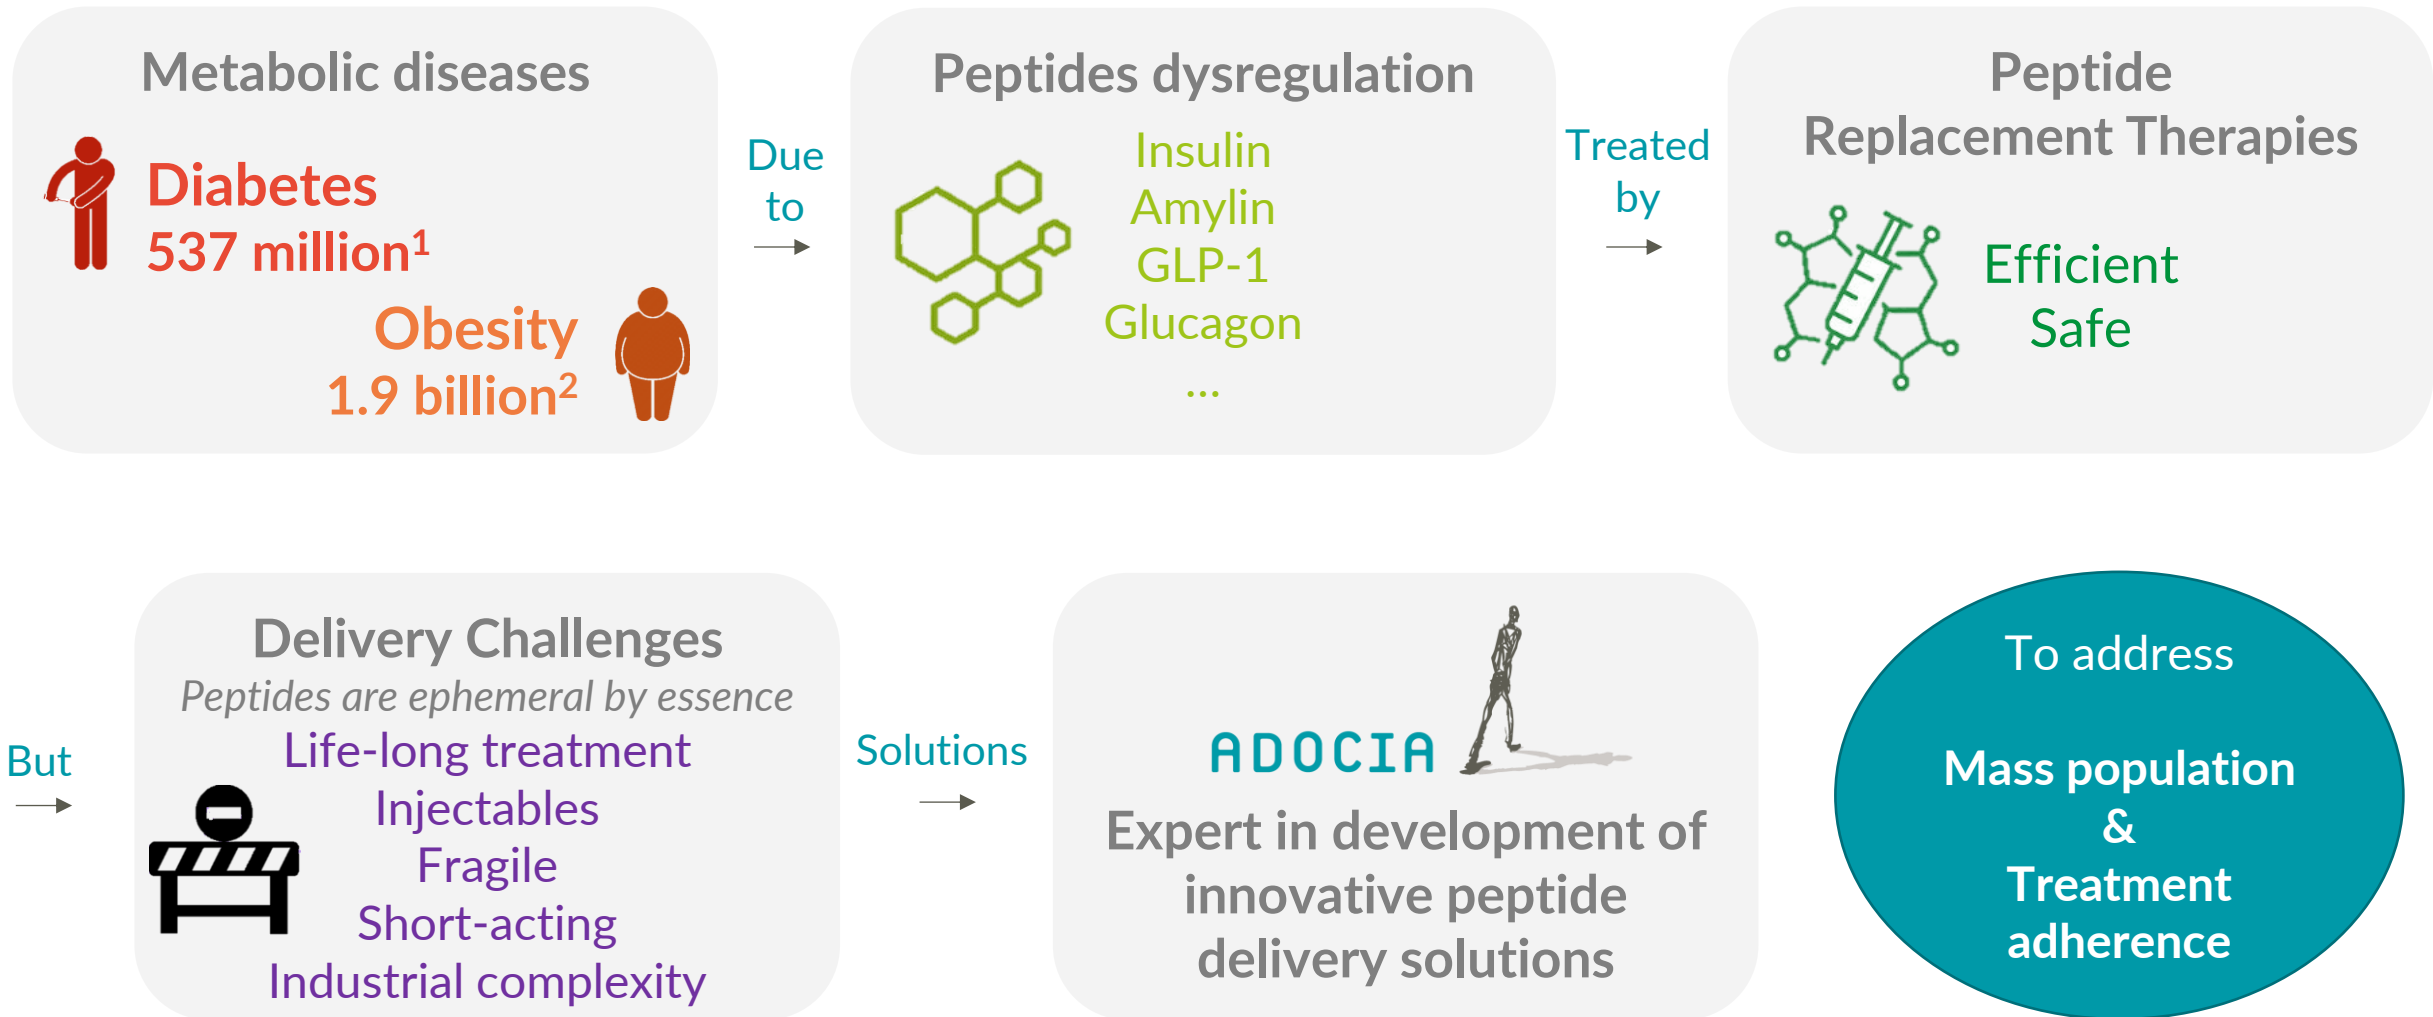 Metabolic diseases
Diabetes
537 million¹
Obesity
1.9 billion²
Due
to
Peptides dysregulation
Insulin
Amylin
GLP-1
Glucagon
...
Treated
by
Peptide
Replacement Therapies
Efficient
Safe
But
Delivery Challenges
Peptides are ephemeral by essence
Life-long treatment
Injectables
Fragile
Short-acting
Industrial complexity
Solutions
ADOCIA
Expert in development of
innovative peptide
delivery solutions
To address
Mass population
&
Treatment
adherence